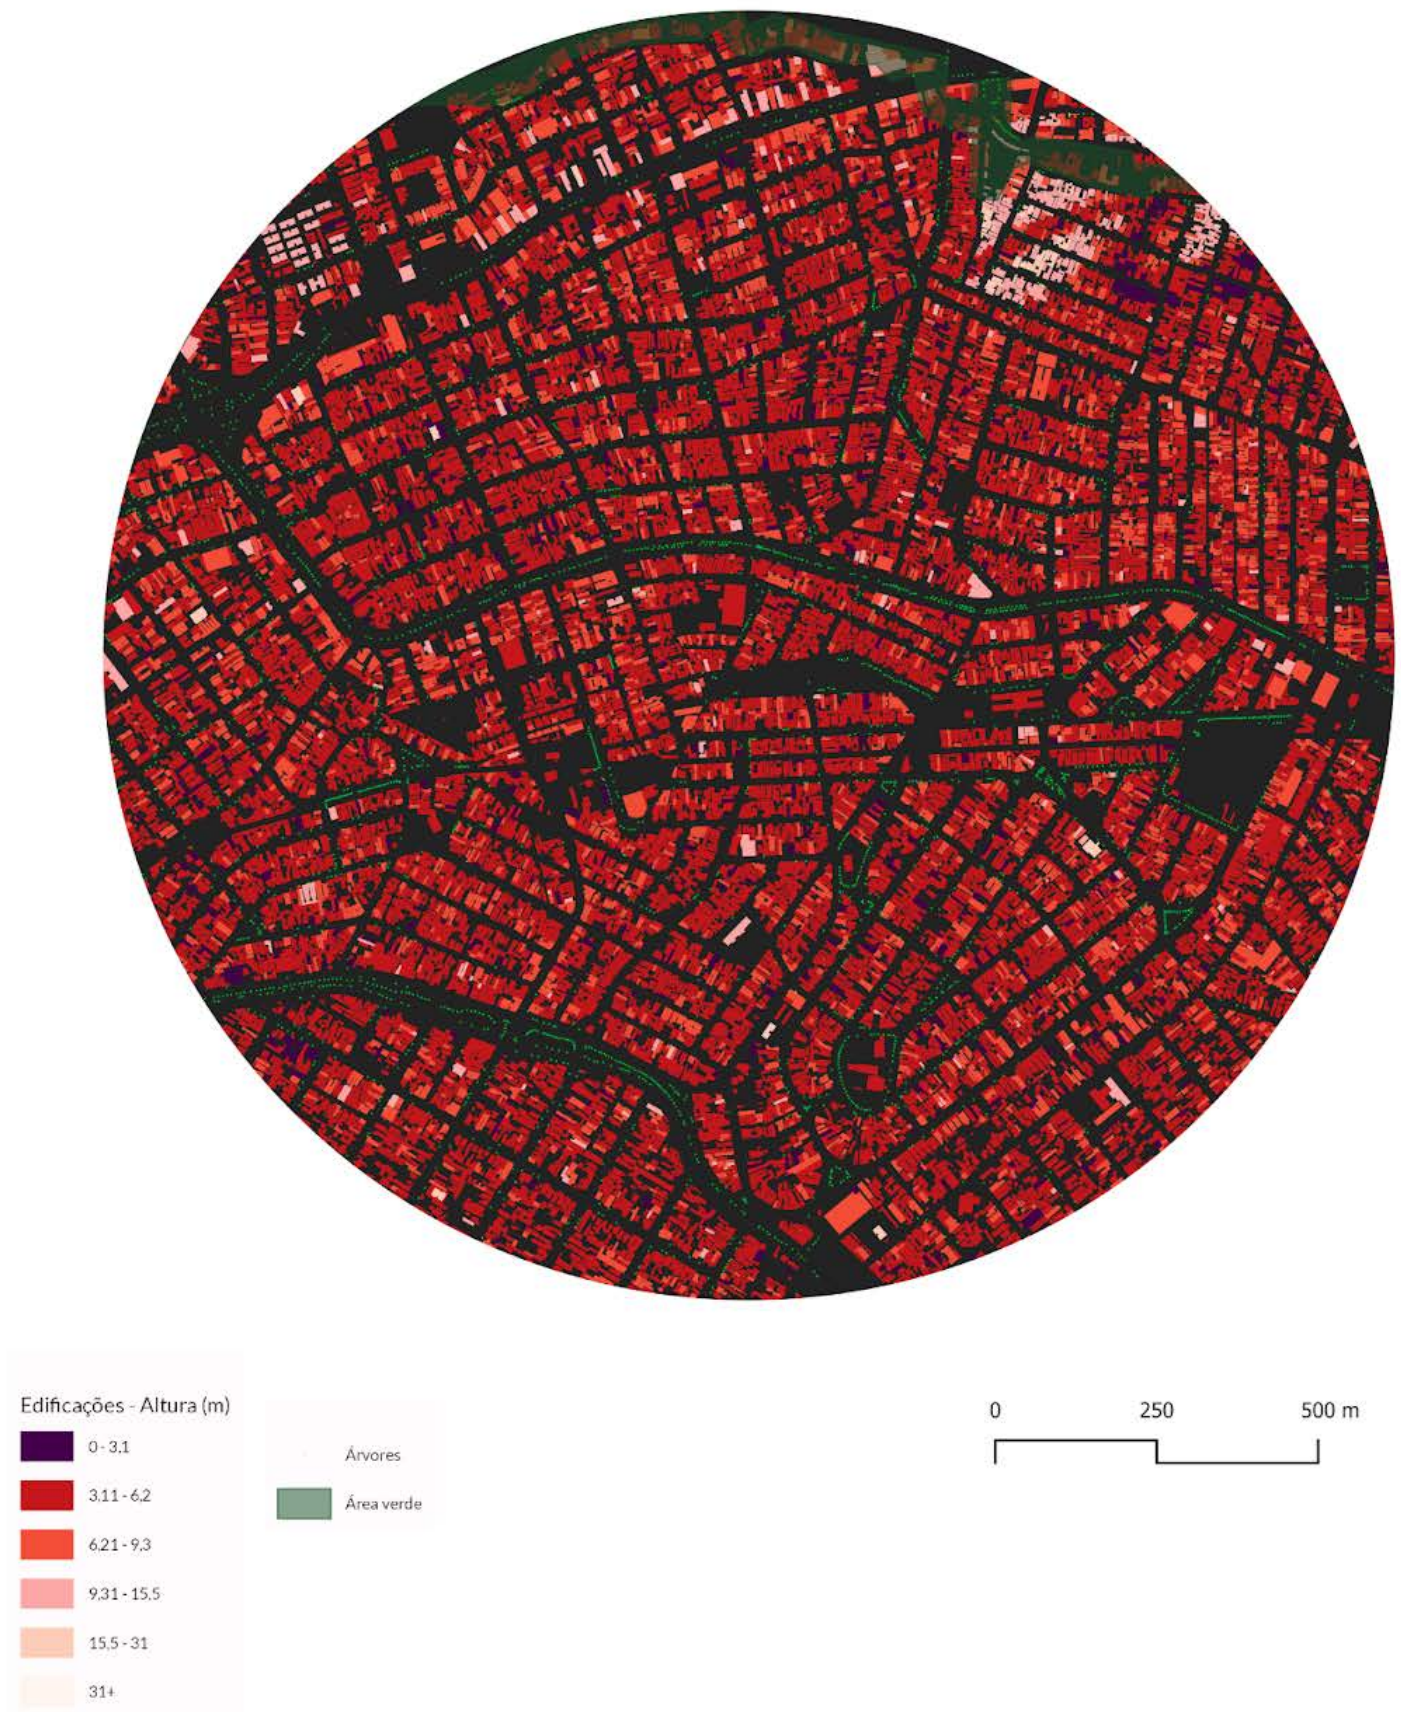 Edificações - Altura (m)
0 - 3,1
3,11 - 6,2
6,21 - 9,3
9,31 - 15,5
15,5 - 31
31+
Árvores
Área verde
0 250 500 m